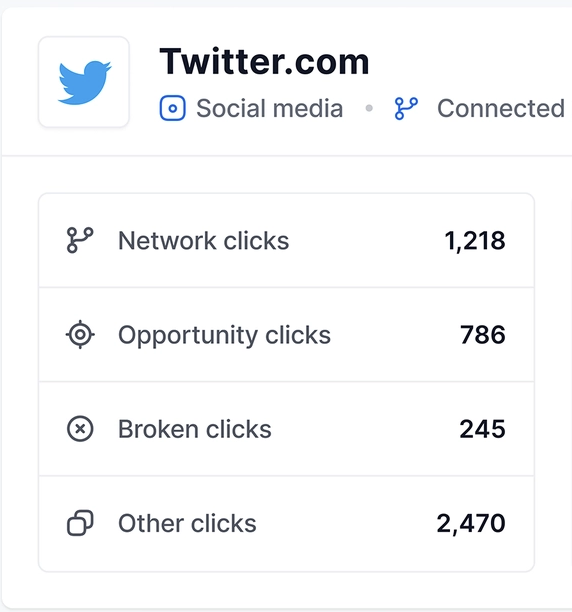 Twitter.com
Social media • Connected
Network clicks 1,218
Opportunity clicks 786
Broken clicks 245
Other clicks 2,470